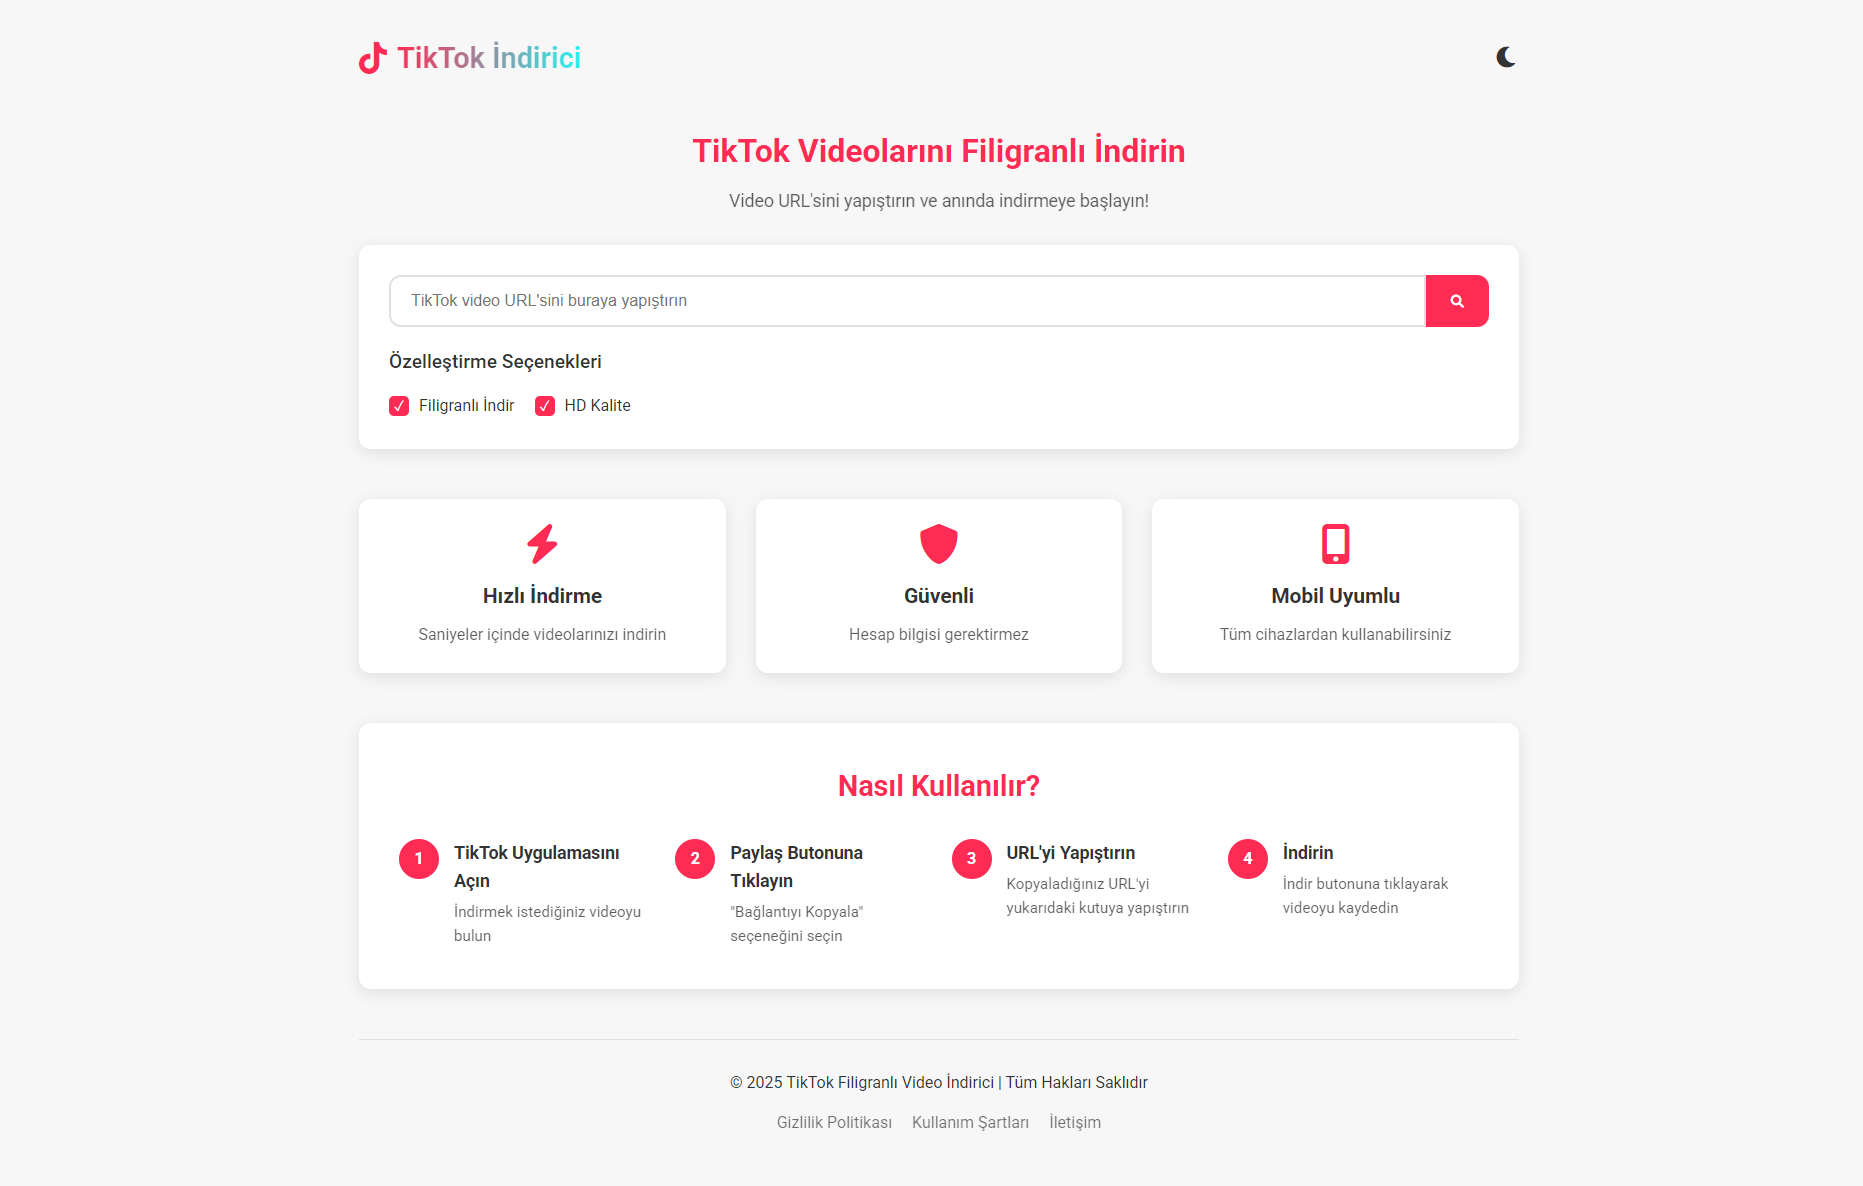 TikTok İndirici
TikTok Videolarını Filigranlı İndirin
Video URL'sini yapıştırın ve anında indirmeye başlayın!
TikTok video URL'sini buraya yapıştırın
Özelleştirme Seçenekleri
Filigranlı İndir
HD Kalite
Hızlı İndirme
Saniyeler içinde videolarınızı indirin
Güvenli
Hesap bilgisi gerektirmez
Mobil Uyumlu
Tüm cihazlardan kullanabilirsiniz
Nasıl Kullanılır?
1
TikTok Uygulamasını
Açın
İndirmek istediğiniz videoyu
bulun
2
Paylaş Butonuna
Tıklayın
"Bağlantıyı Kopyala"
seçeneğini seçin
3
URL'yi Yapıştırın
Kopyaladığınız URL'yi
yukarıdaki kutuya yapıştırın
4
İndirin
İndir butonuna tıklayarak
videoyu kaydedin
© 2025 TikTok Filigranlı Video İndirici | Tüm Hakları Saklıdır
Gizlilik Politikası Kullanım Şartları İletişim